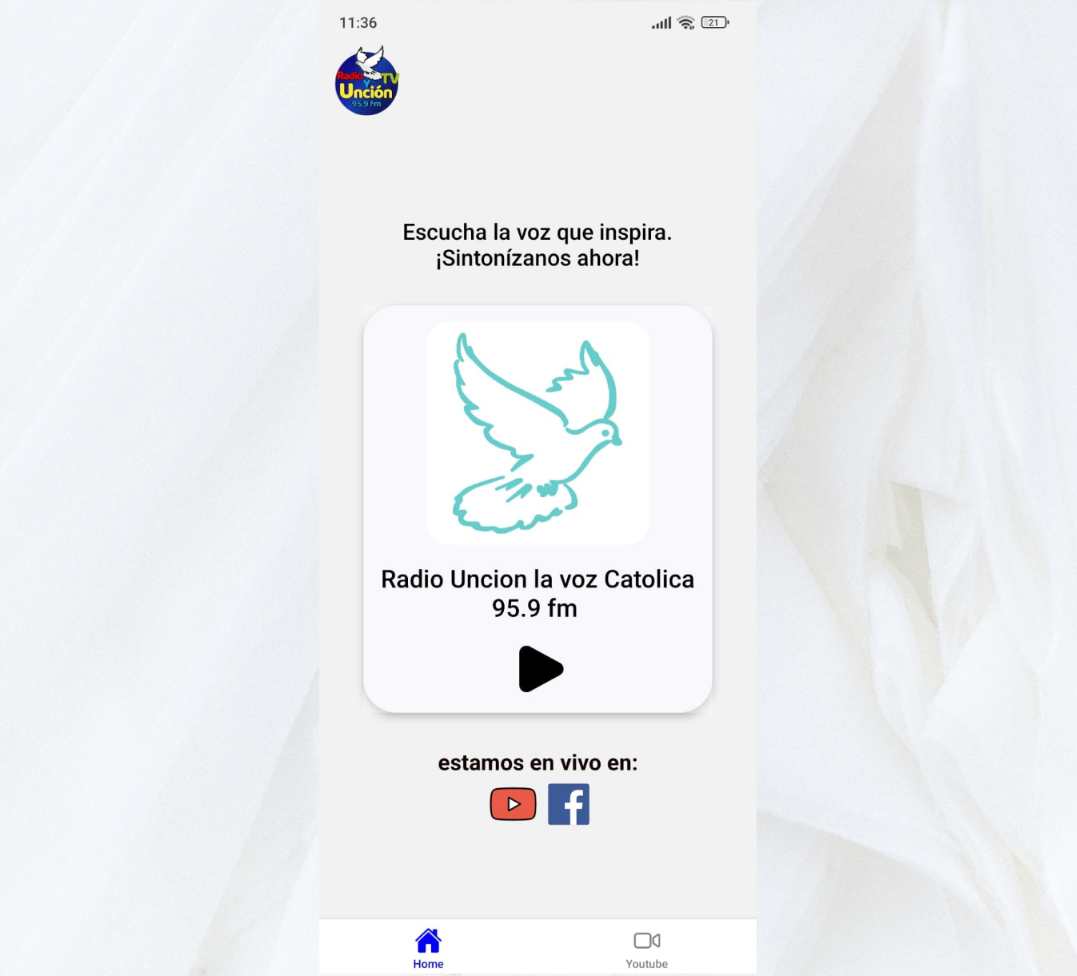 11:36
21
Radio TV
y
Unción
95.9 fm
Escucha la voz que inspira.
¡Sintonízanos ahora!
Radio Uncion la voz Catolica
95.9 fm
estamos en vivo en:
f
Home
Youtube